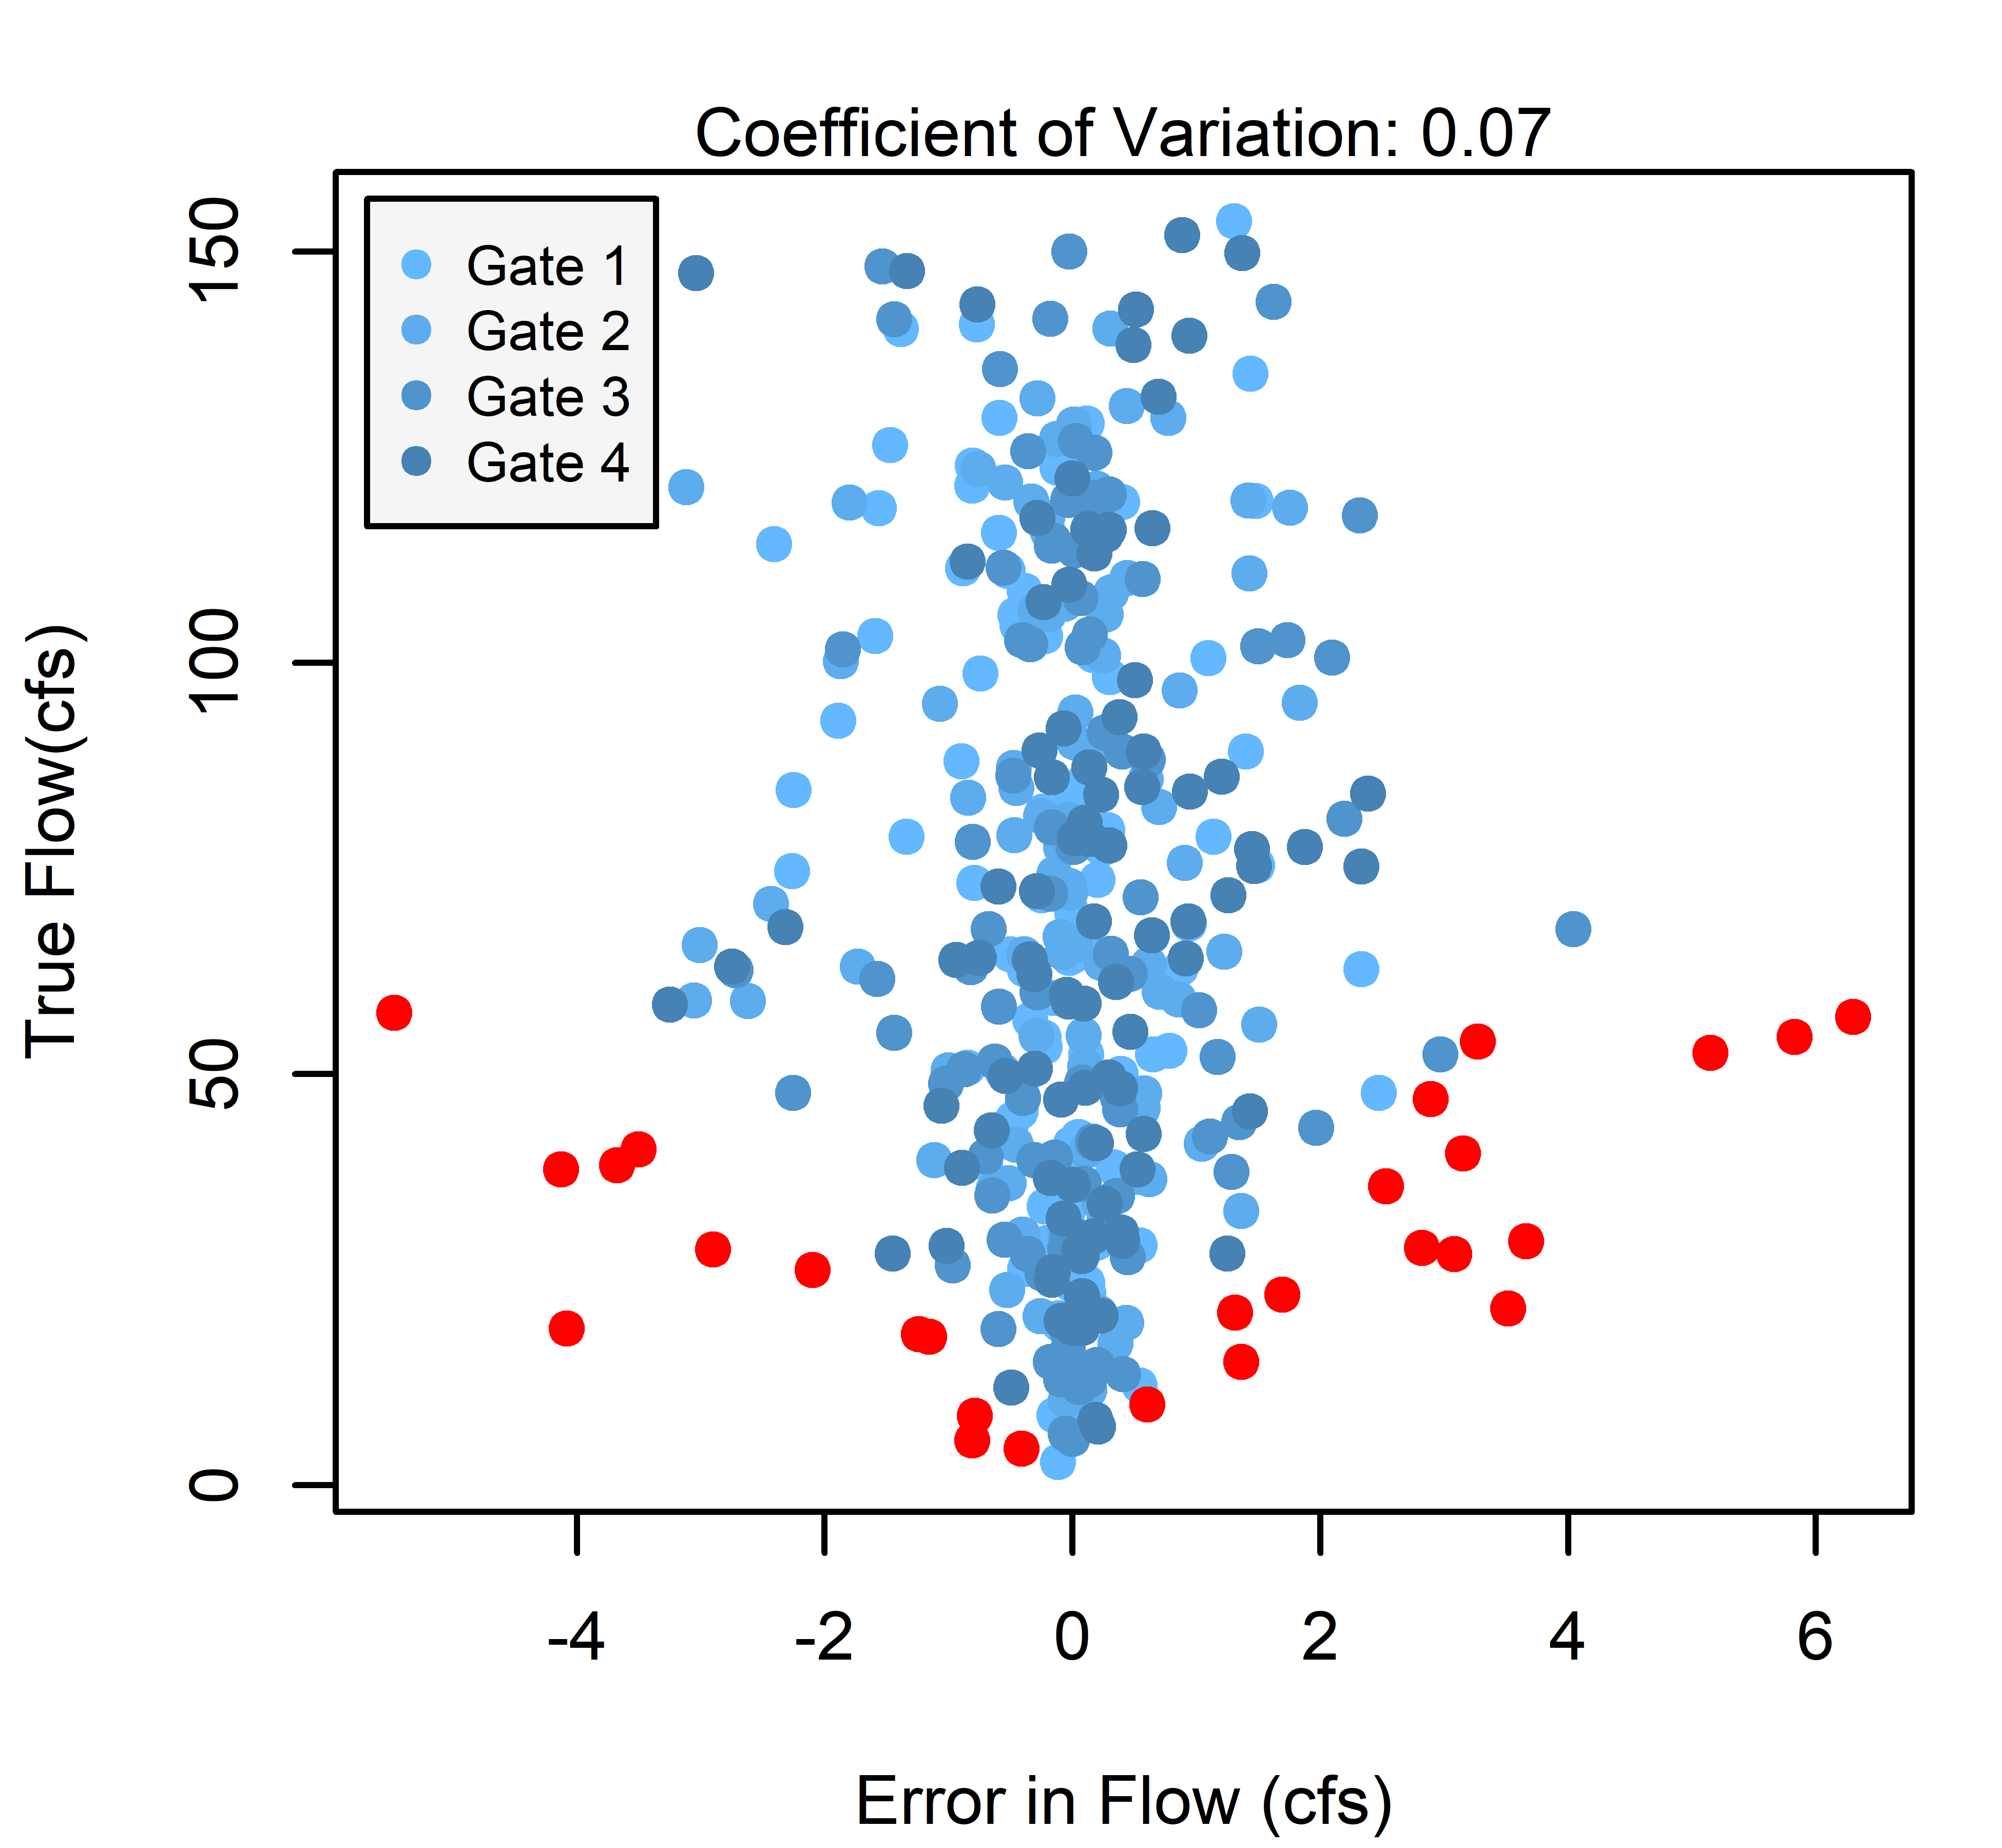 Coefficient of Variation: 0.07
Gate 1
Gate 2
Gate 3
Gate 4
True Flow(cfs)
150
100
50
0
-4 -2 0 2 4 6
Error in Flow (cfs)